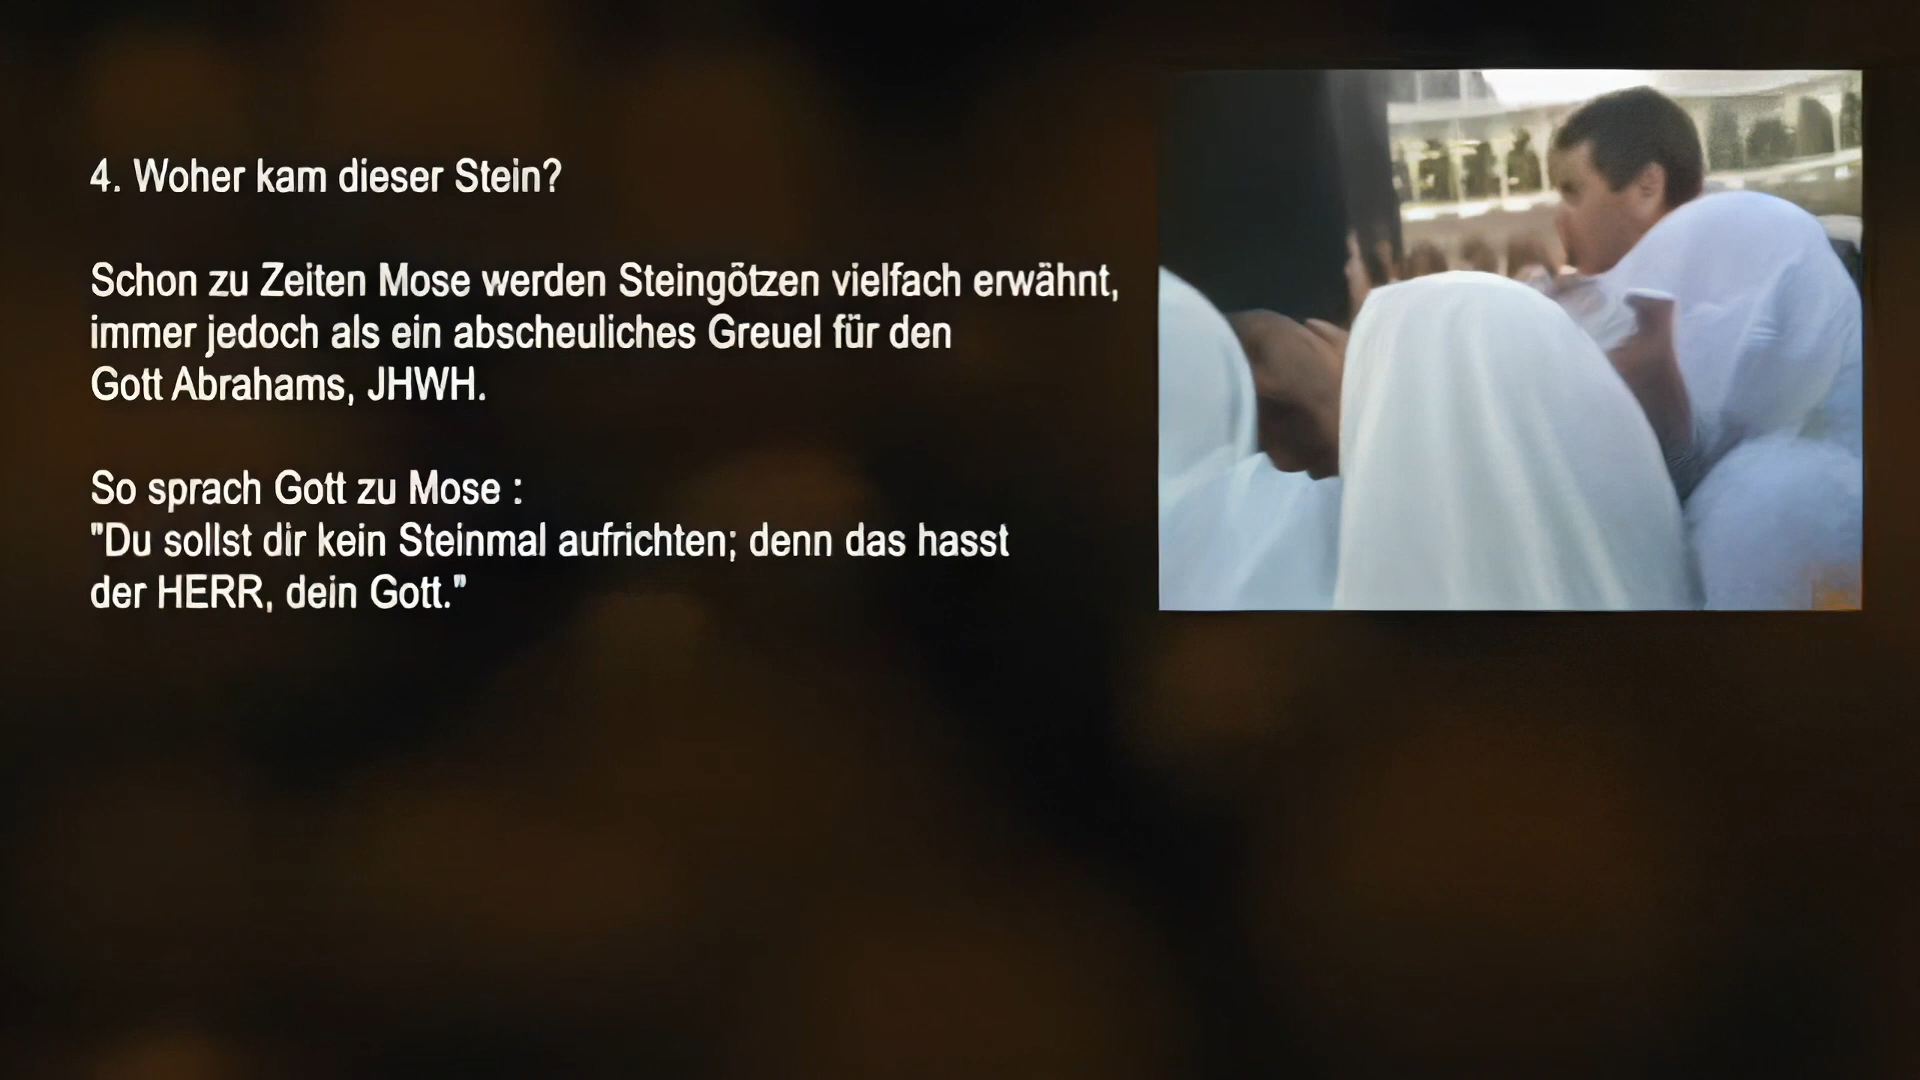 4. Woher kam dieser Stein?
Schon zu Zeiten Mose werden Steingötzen vielfach erwähnt,
immer jedoch als ein abscheuliches Greuel für den
Gott Abrahams, JHWH.
So sprach Gott zu Mose :
"Du sollst dir kein Steinmal aufrichten; denn das hasst
der HERR, dein Gott."